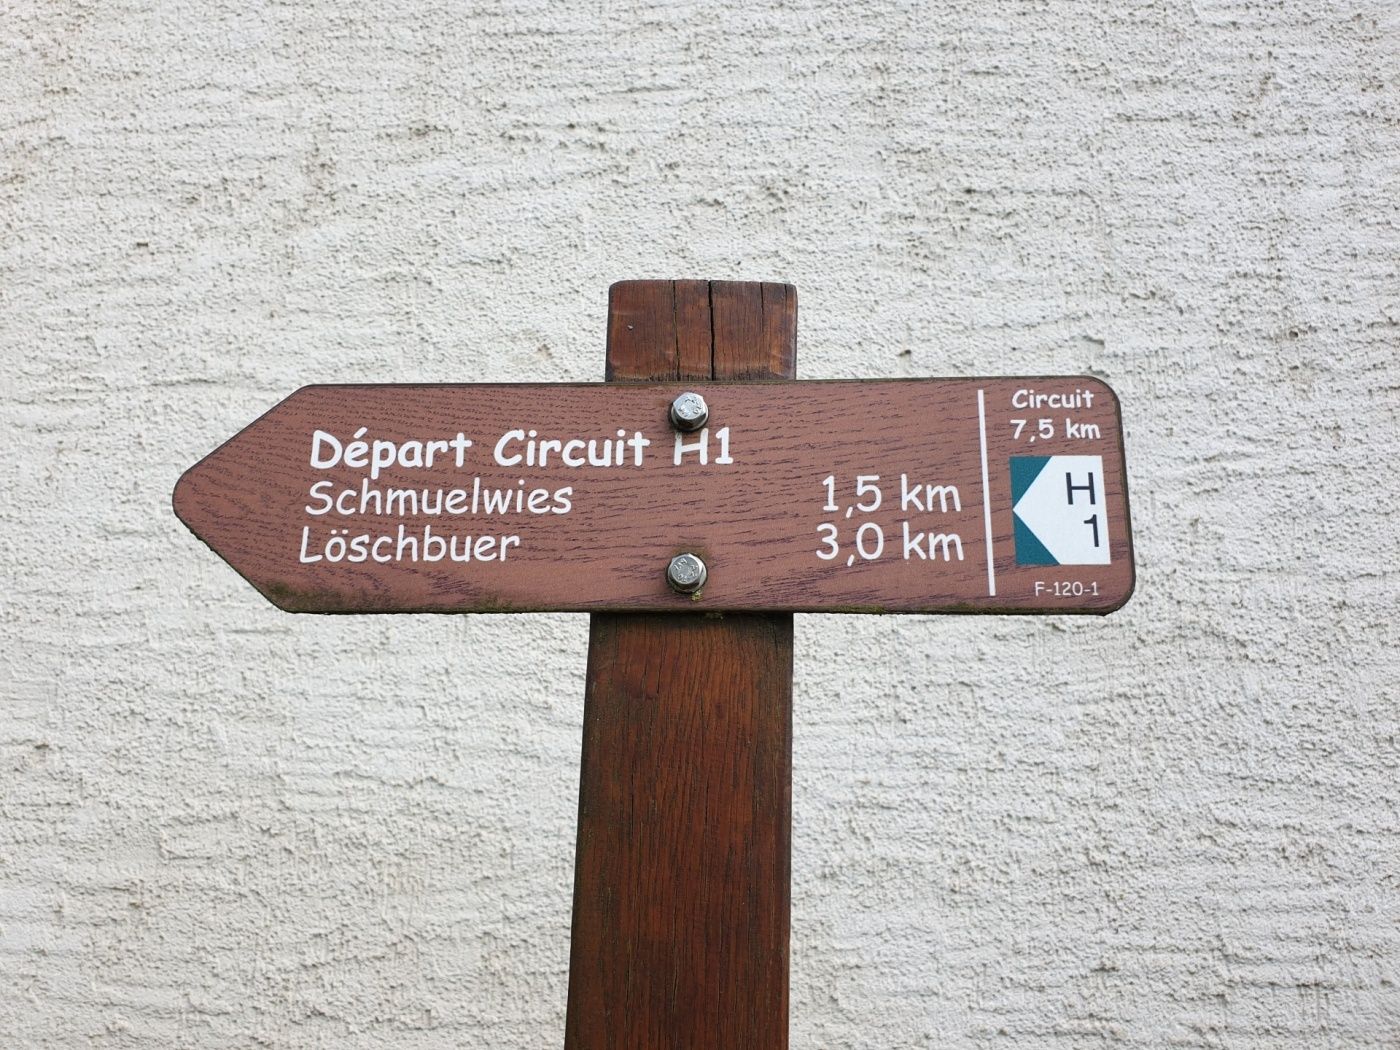 Départ Circuit H1
Schmuelwies 1,5 km
Löschbuer 3,0 km
Circuit
7,5 km
H
1
F-120-1